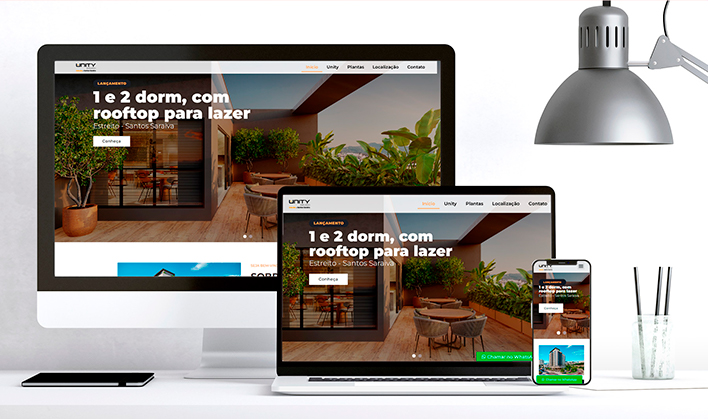 UNITY
Início Unity Plantas Localização Contato
LANÇAMENTO
1 e 2 dorm, com
rooftop para lazer
Estreito - Santos Saraiva
Conheça
UNITY
Início Unity Plantas Localização Contato
LANÇAMENTO
1 e 2 dorm, com
rooftop para lazer
Estreito - Santos Saraiva
Conheça
Chamar no WhatsA
UNITY
LANÇAMENTO
1 e 2 dorm, com
rooftop para lazer
Estreito - Santos Saraiva
Conheça
Chamar no WhatsApp